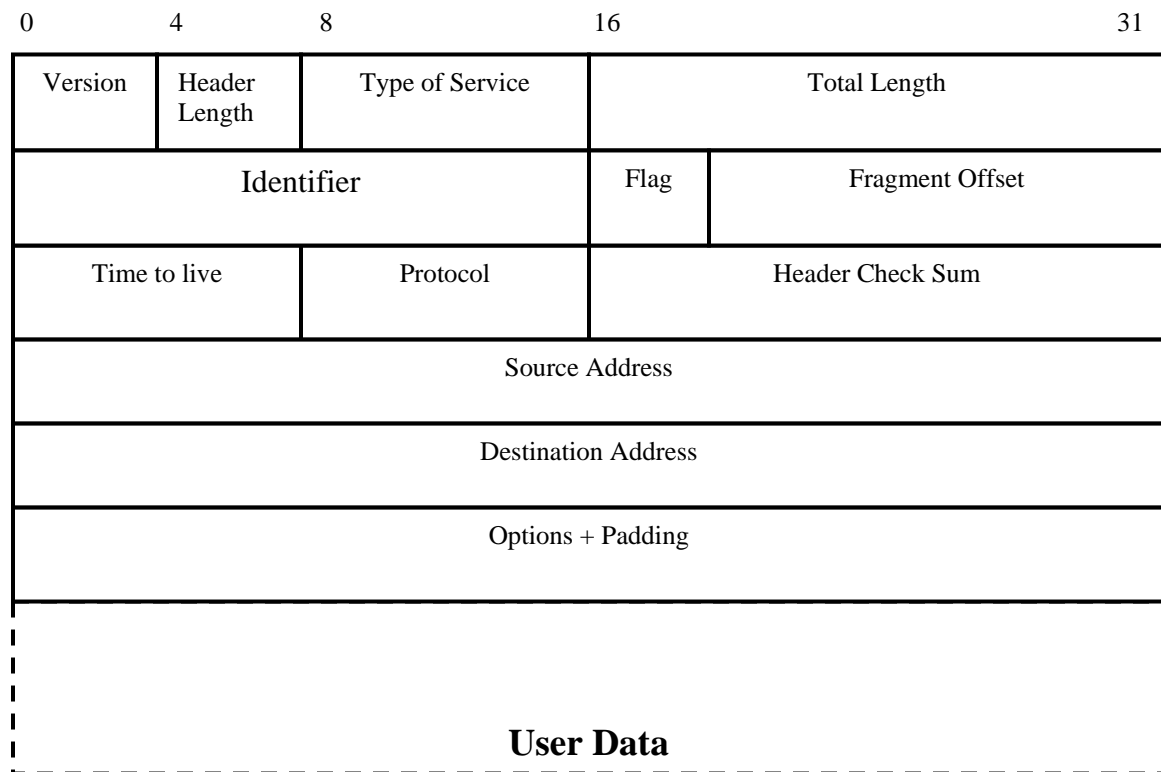 0 4 8 16 31
Version Header Length Type of Service Total Length
Identifier Flag Fragment Offset
Time to live Protocol Header Check Sum
Source Address
Destination Address
Options + Padding
User Data